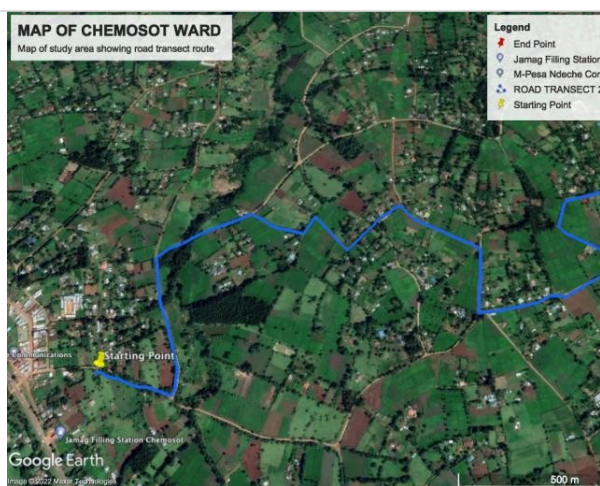 MAP OF CHEMOSOT WARD
Map of study area showing road transect route
Legend
End Point
Jamag Filling Station
M-Pesa Ndeche Con
ROAD TRANSECT 2
Starting Point
Communications
Starting Point
Jamag Filling Station Chemosot
Google Earth
Image © 2022 Maxar Technologies
500 m